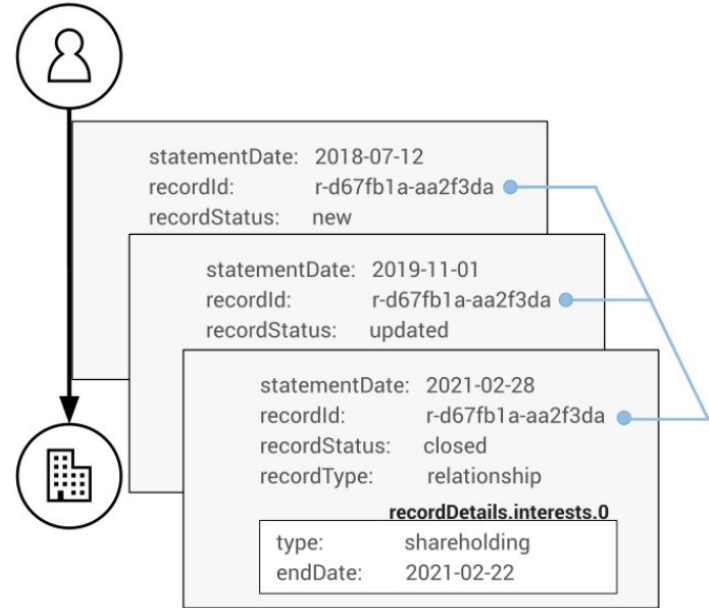 statementDate: 2018-07-12
recordId: r-d67fb1a-aa2f3da
recordStatus: new
statementDate: 2019-11-01
recordId: r-d67fb1a-aa2f3da
recordStatus: updated
statementDate: 2021-02-28
recordId: r-d67fb1a-aa2f3da
recordStatus: closed
recordType: relationship
recordDetails.interests.0
type: shareholding
endDate: 2021-02-22